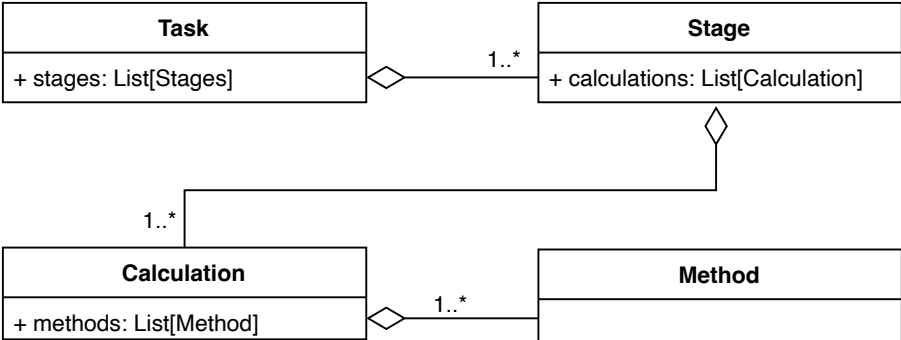 Task
+ stages: List[Stages]
1..*
Stage
+ calculations: List[Calculation]
1..*
Calculation
+ methods: List[Method]
1..*
Method